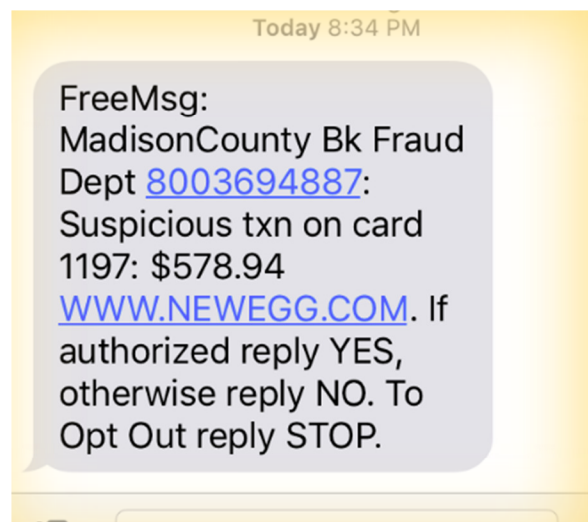 Today 8:34 PM
FreeMsg:
MadisonCounty Bk Fraud
Dept 8003694887:
Suspicious txn on card
1197: $578.94
WWW.NEWEGG.COM. If
authorized reply YES,
otherwise reply NO. To
Opt Out reply STOP.